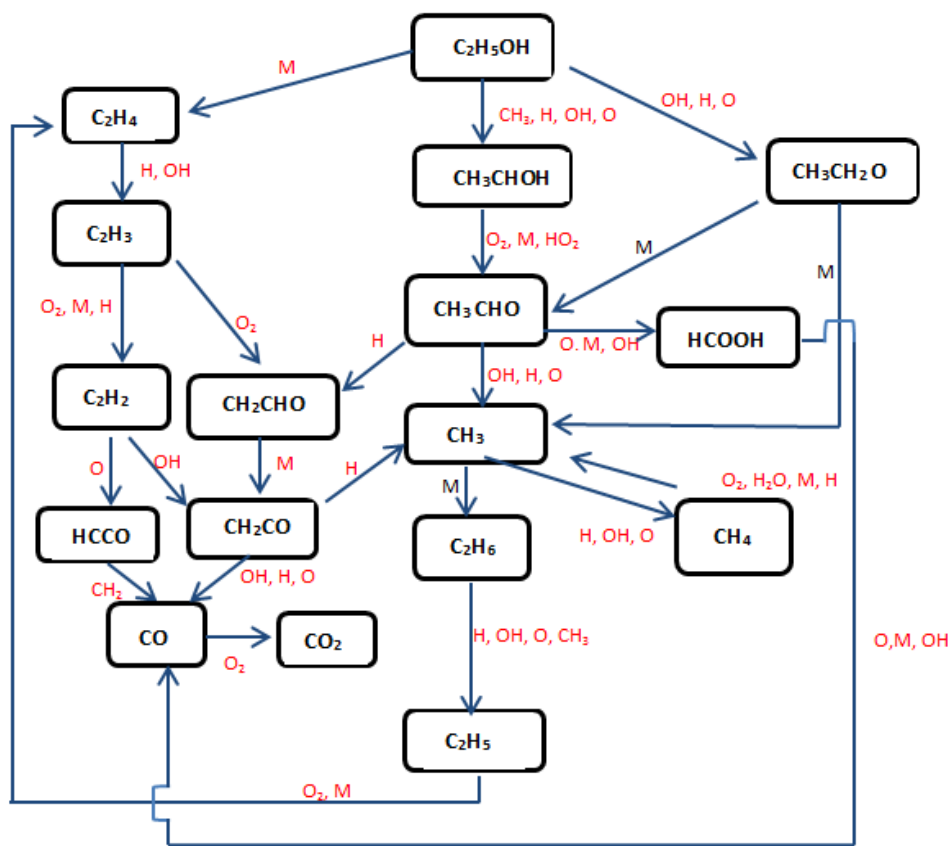 C₂H₅OH
M
C₂H₄
CH₃, H, OH, O
OH, H, O
H, OH
CH₃CHOH
CH₃CH₂O
C₂H₃
O₂, M, HO₂
M
M
O₂, M, H
O₂
CH₃CHO
H
O. M, OH
HCOOH
OH, H, O
C₂H₂
CH₂CHO
CH₃
O
OH
M
H
M
O₂, H₂O, M, H
HCCO
CH₂CO
C₂H₆
H, OH, O
CH₄
CH₂
OH, H, O
CO
O₂
CO₂
H, OH, O, CH₃
O,M, OH
C₂H₅
O₂, M